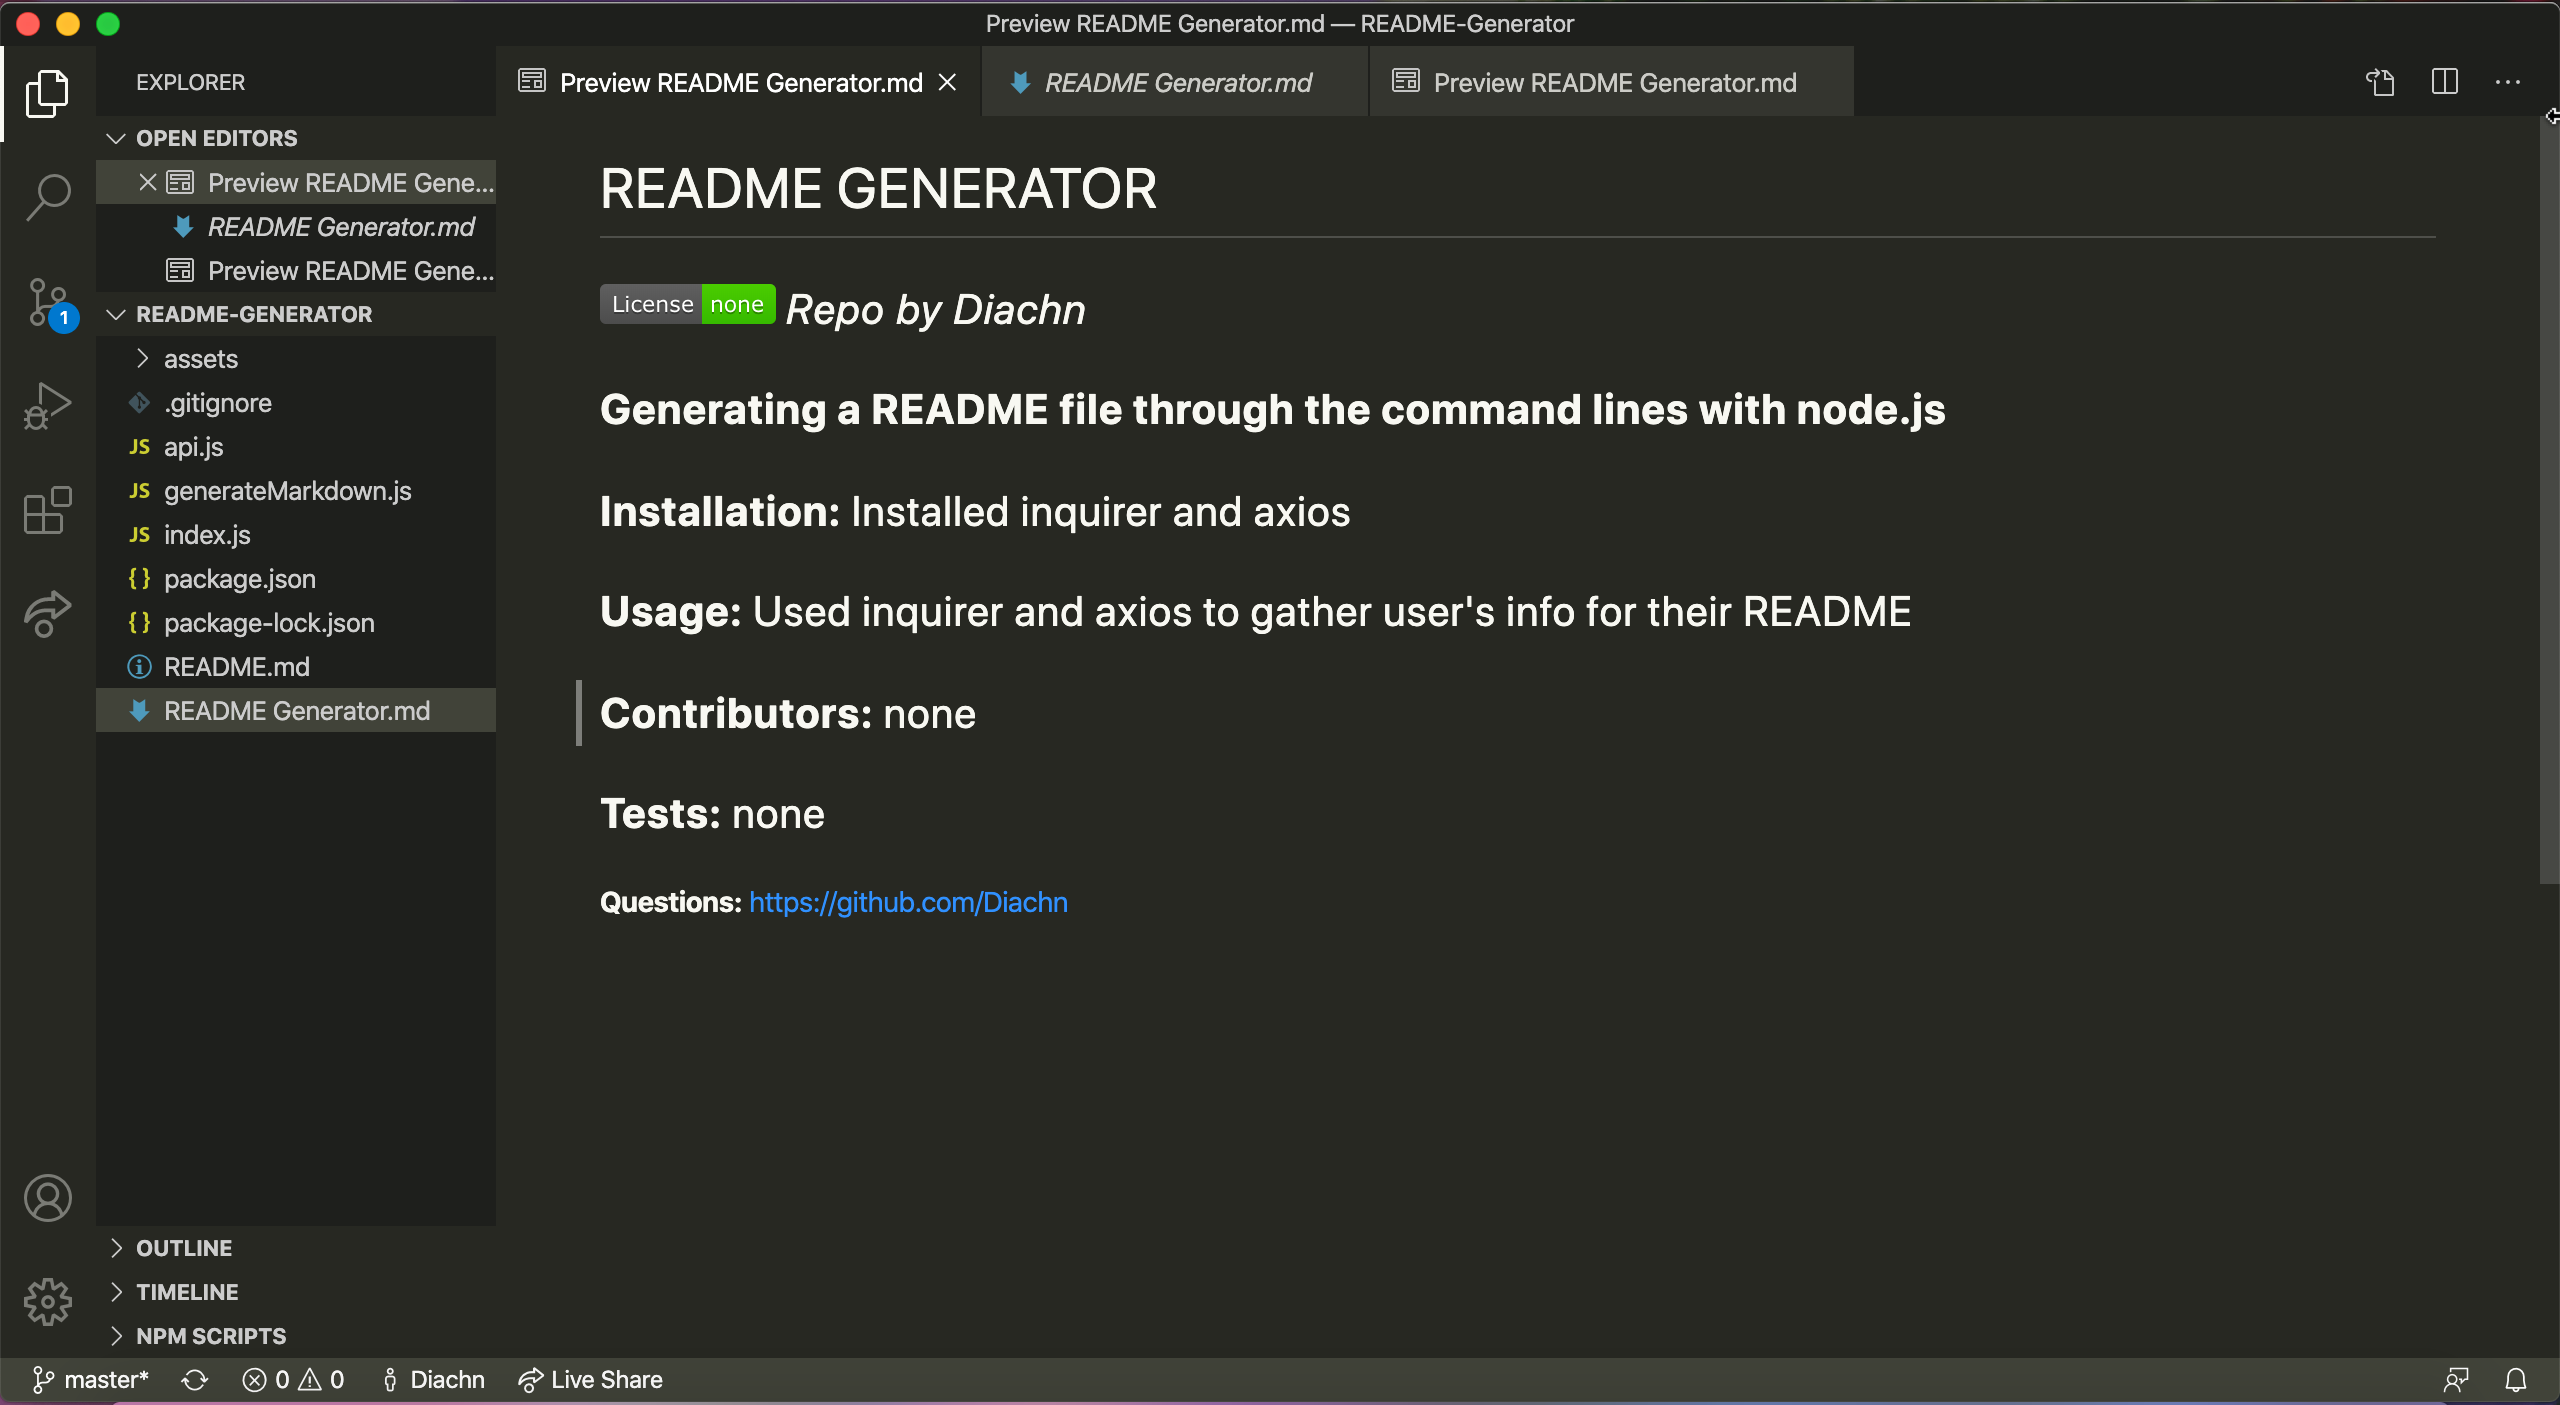 Preview README Generator.md — README-Generator
EXPLORER
Preview README Generator.md
README Generator.md
Preview README Generator.md
OPEN EDITORS
Preview README Gene...
README Generator.md
Preview README Gene...
README-GENERATOR
assets
.gitignore
JS api.js
JS generateMarkdown.js
JS index.js
{} package.json
{} package-lock.json
README.md
README Generator.md
OUTLINE
TIMELINE
NPM SCRIPTS
1
README GENERATOR
License none Repo by Diachn
Generating a README file through the command lines with node.js
Installation: Installed inquirer and axios
Usage: Used inquirer and axios to gather user's info for their README
Contributors: none
Tests: none
Questions: https://github.com/Diachn
master* 0 0 Diachn Live Share